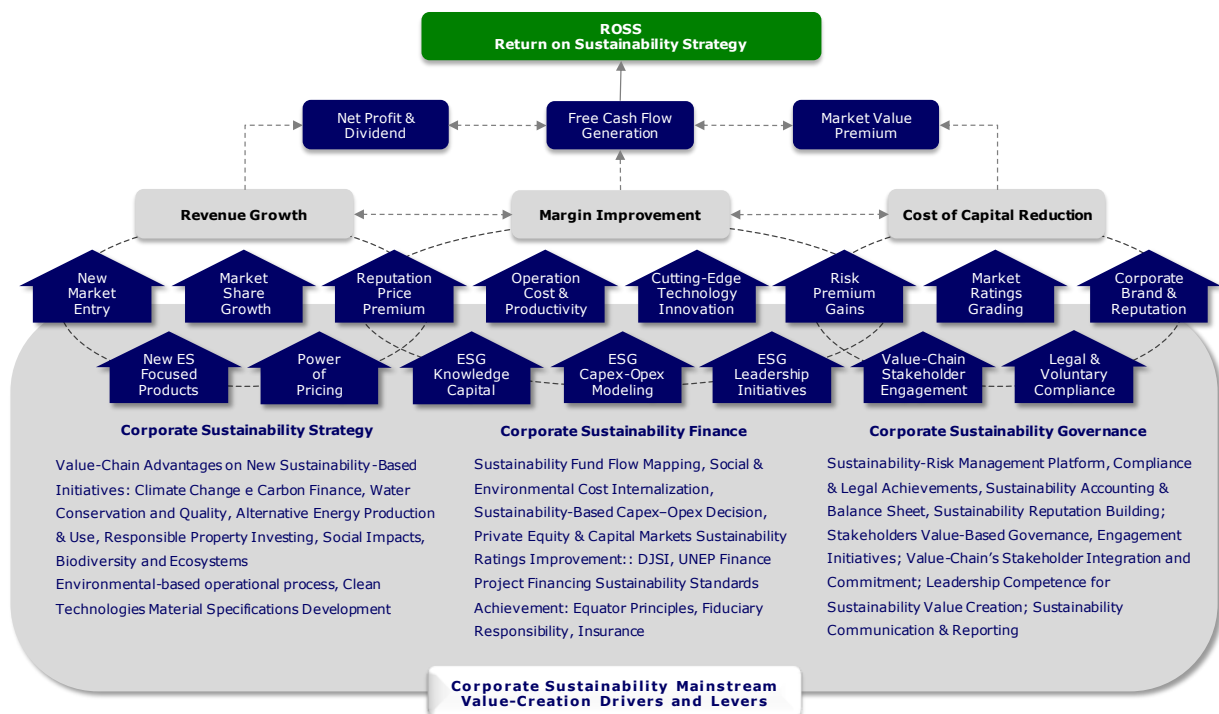 ROSS
Return on Sustainability Strategy
Net Profit &
Dividend
Free Cash Flow
Generation
Market Value
Premium
Revenue Growth
Margin Improvement
Cost of Capital Reduction
New
Market
Entry
Market
Share
Growth
Reputation
Price
Premium
Operation
Cost &
Productivity
Cutting-Edge
Technology
Innovation
Risk
Premium
Gains
Market
Ratings
Grading
Corporate
Brand &
Reputation
New ES
Focused
Products
Power
of
Pricing
ESG
Knowledge
Capital
ESG
Capex-Opex
Modeling
ESG
Leadership
Initiatives
Value-Chain
Stakeholder
Engagement
Legal &
Voluntary
Compliance
Corporate Sustainability Strategy
Value-Chain Advantages on New Sustainability-Based
Initiatives: Climate Change e Carbon Finance, Water
Conservation and Quality, Alternative Energy Production
& Use, Responsible Property Investing, Social Impacts,
Biodiversity and Ecosystems
Environmental-based operational process, Clean
Technologies Material Specifications Development
Corporate Sustainability Finance
Sustainability Fund Flow Mapping, Social &
Environmental Cost Internalization,
Sustainability-Based Capex–Opex Decision,
Private Equity & Capital Markets Sustainability
Ratings Improvement:: DJSI, UNEP Finance
Project Financing Sustainability Standards
Achievement: Equator Principles, Fiduciary
Responsibility, Insurance
Corporate Sustainability Governance
Sustainability-Risk Management Platform, Compliance
& Legal Achievements, Sustainability Accounting &
Balance Sheet, Sustainability Reputation Building;
Stakeholders Value-Based Governance, Engagement
Initiatives; Value-Chain's Stakeholder Integration and
Commitment; Leadership Competence for
Sustainability Value Creation; Sustainability
Communication & Reporting
Corporate Sustainability Mainstream
Value-Creation Drivers and Levers